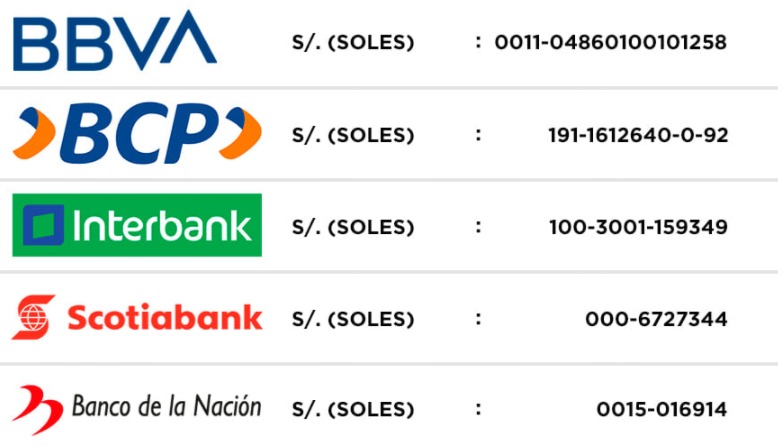 BBVA S/. (SOLES) : 0011-04860100101258
BCP S/. (SOLES) : 191-1612640-0-92
Interbank S/. (SOLES) : 100-3001-159349
Scotiabank S/. (SOLES) : 000-6727344
Banco de la Nación S/. (SOLES) : 0015-016914